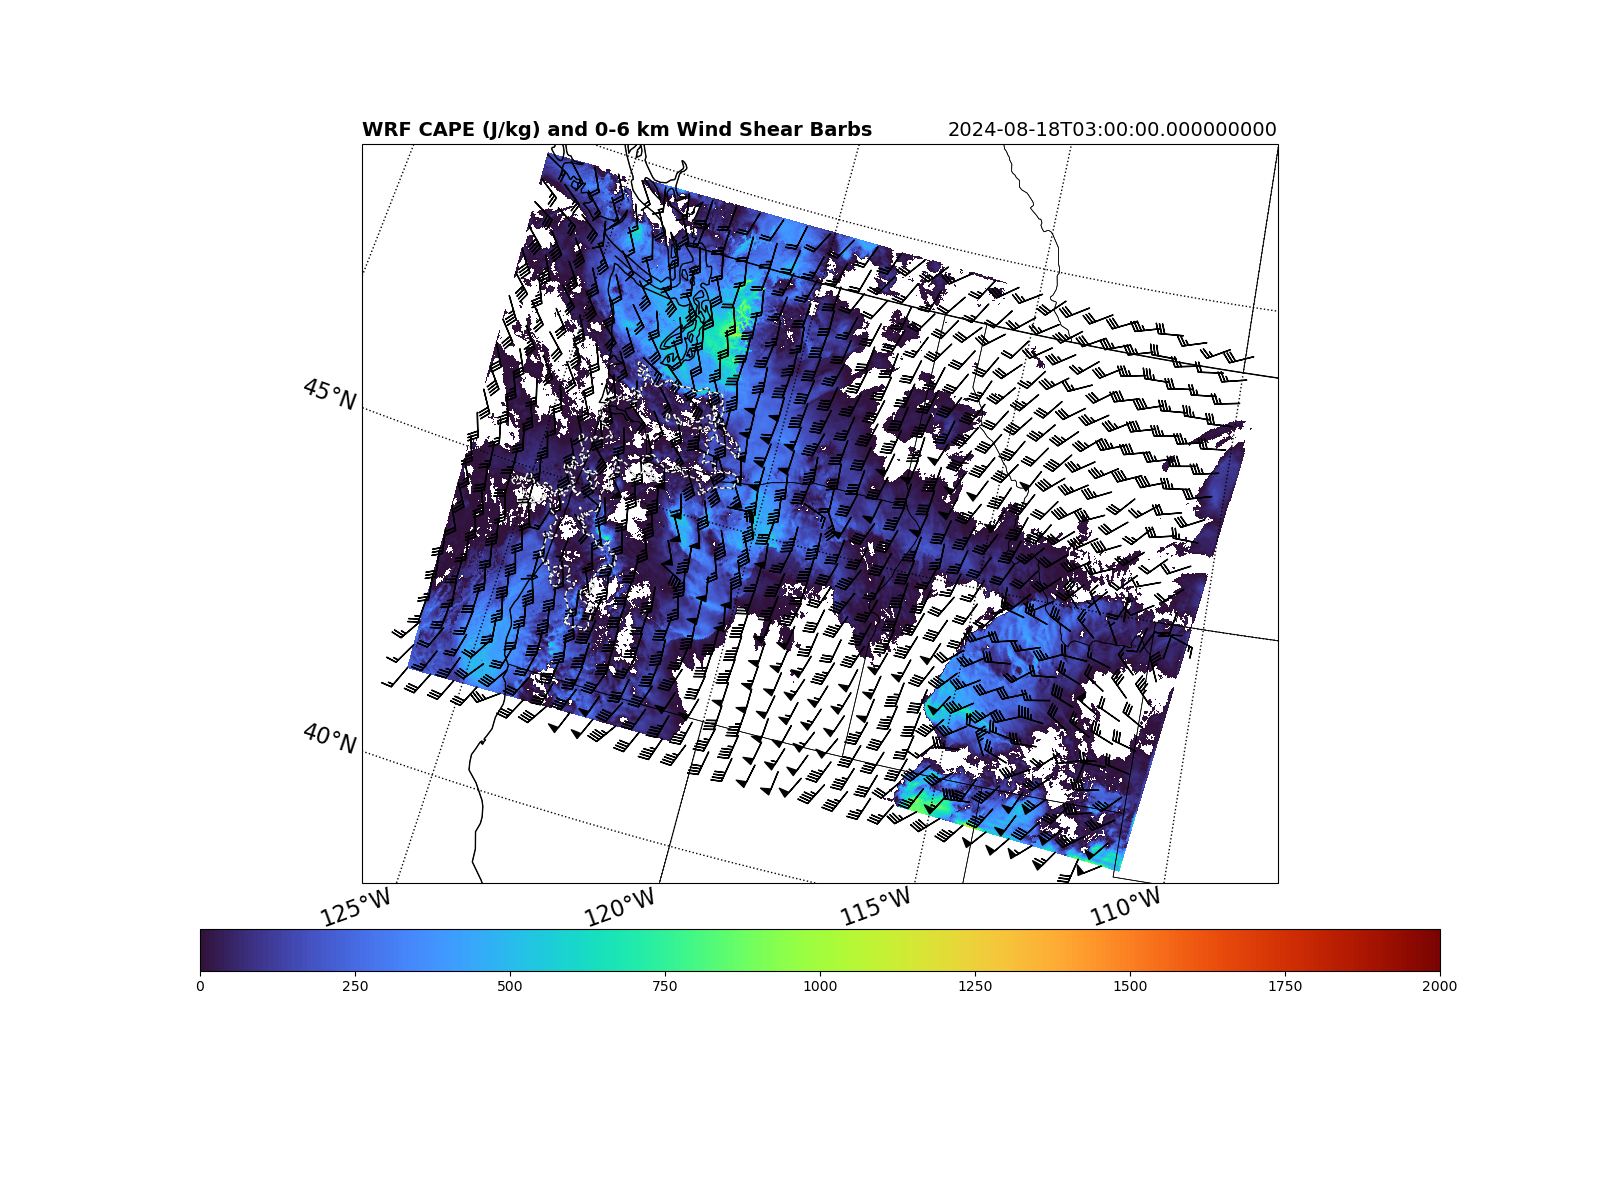 WRF CAPE (J/kg) and 0-6 km Wind Shear Barbs 2024-08-18T03:00:00.000000000
45°N
40°N
125°W 120°W 115°W 110°W
0 250 500 750 1000 1250 1500 1750 2000